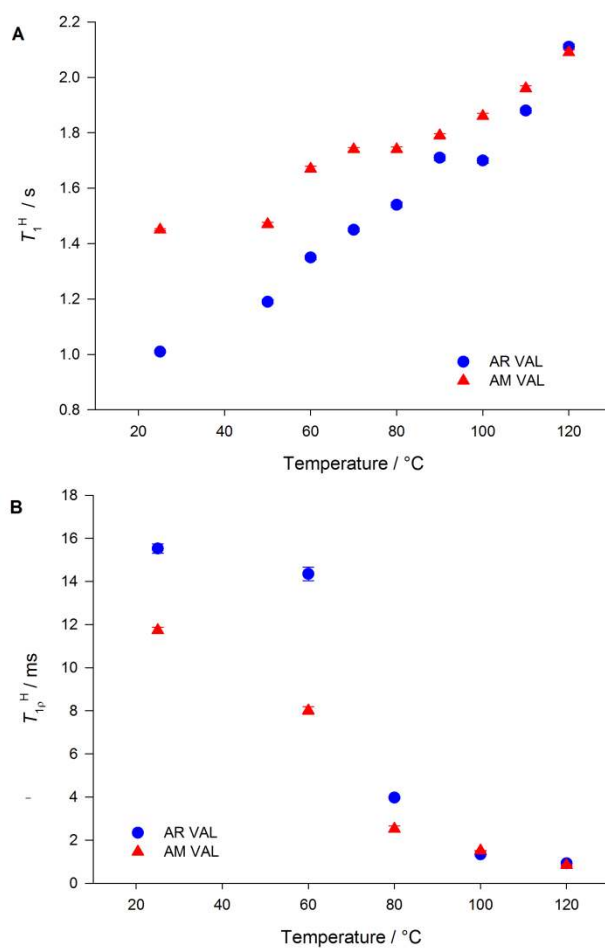 A
2.2
2.0
1.8
1.6
1.4
1.2
1.0
0.8
T₁ᴴ / s
AR VAL
AM VAL
20 40 60 80 100 120
Temperature / °C
B
18
16
14
12
10
8
6
4
2
0
T₁ρᴴ / ms
AR VAL
AM VAL
20 40 60 80 100 120
Temperature / °C